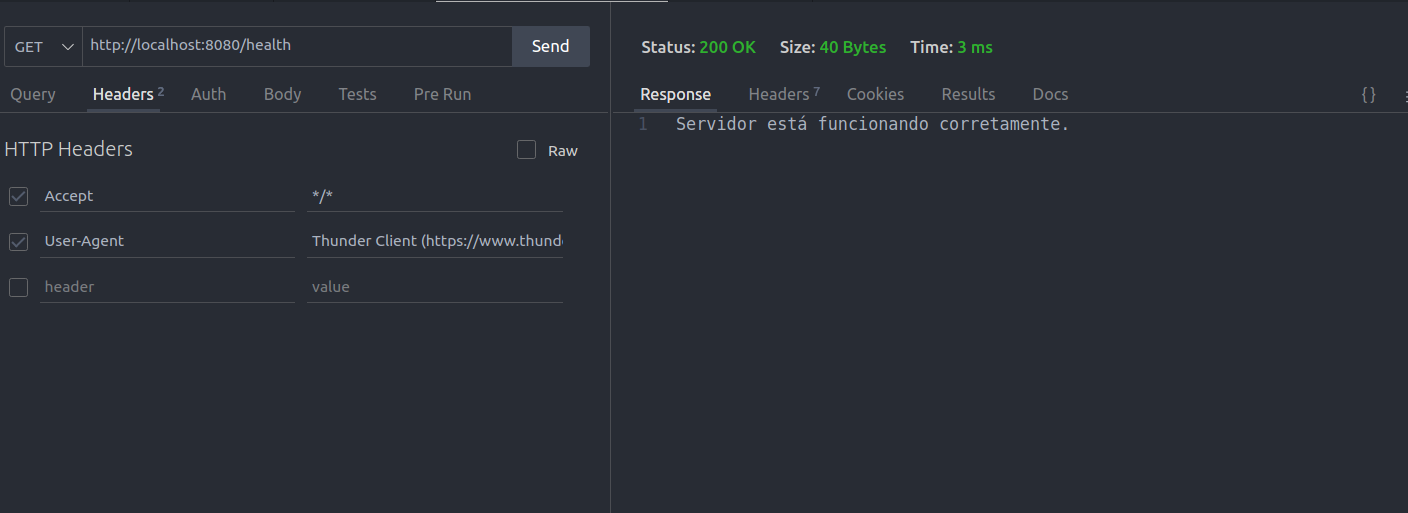 GET http://localhost:8080/health Send
Query Headers 2 Auth Body Tests Pre Run
HTTP Headers Raw
Accept */*
User-Agent Thunder Client (https://www.thund
header value
Status: 200 OK Size: 40 Bytes Time: 3 ms
Response Headers 7 Cookies Results Docs { }
1 Servidor está funcionando corretamente.